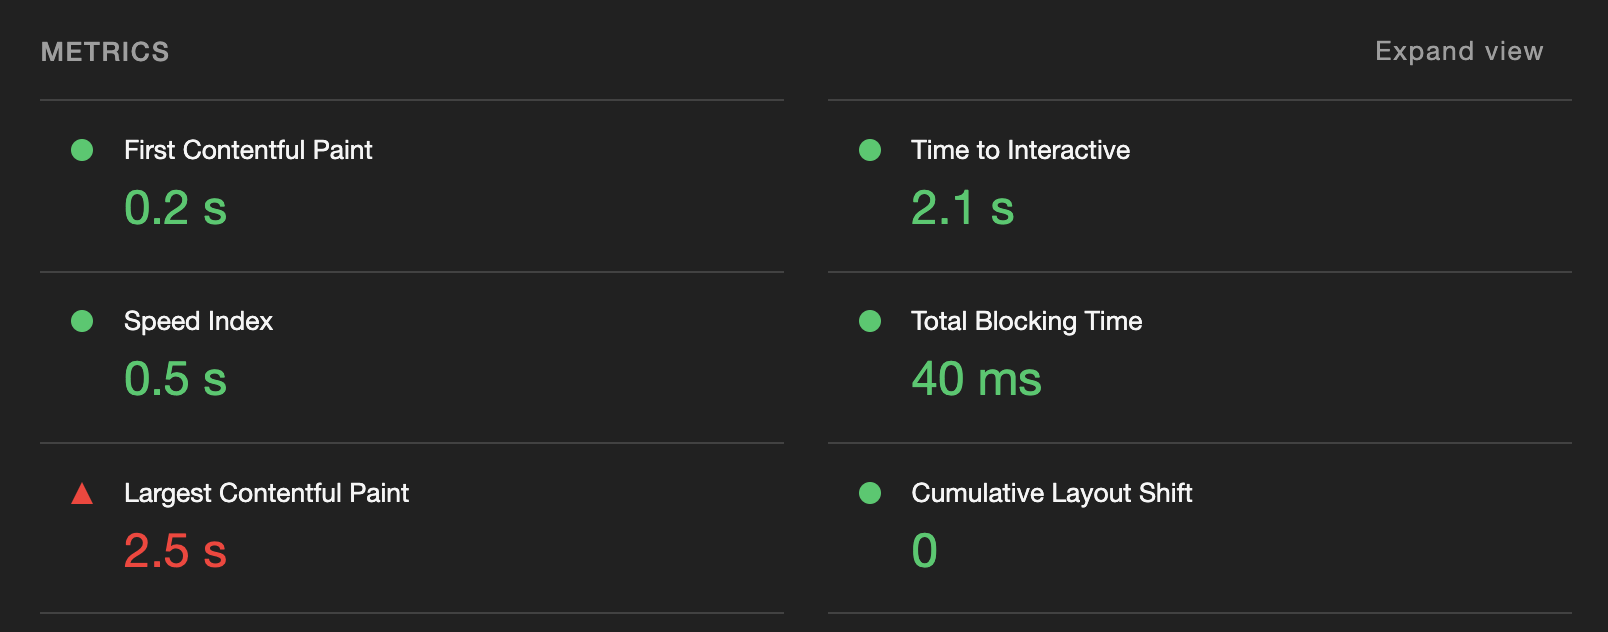 METRICS
Expand view
First Contentful Paint
0.2 s
Time to Interactive
2.1 s
Speed Index
0.5 s
Total Blocking Time
40 ms
Largest Contentful Paint
2.5 s
Cumulative Layout Shift
0